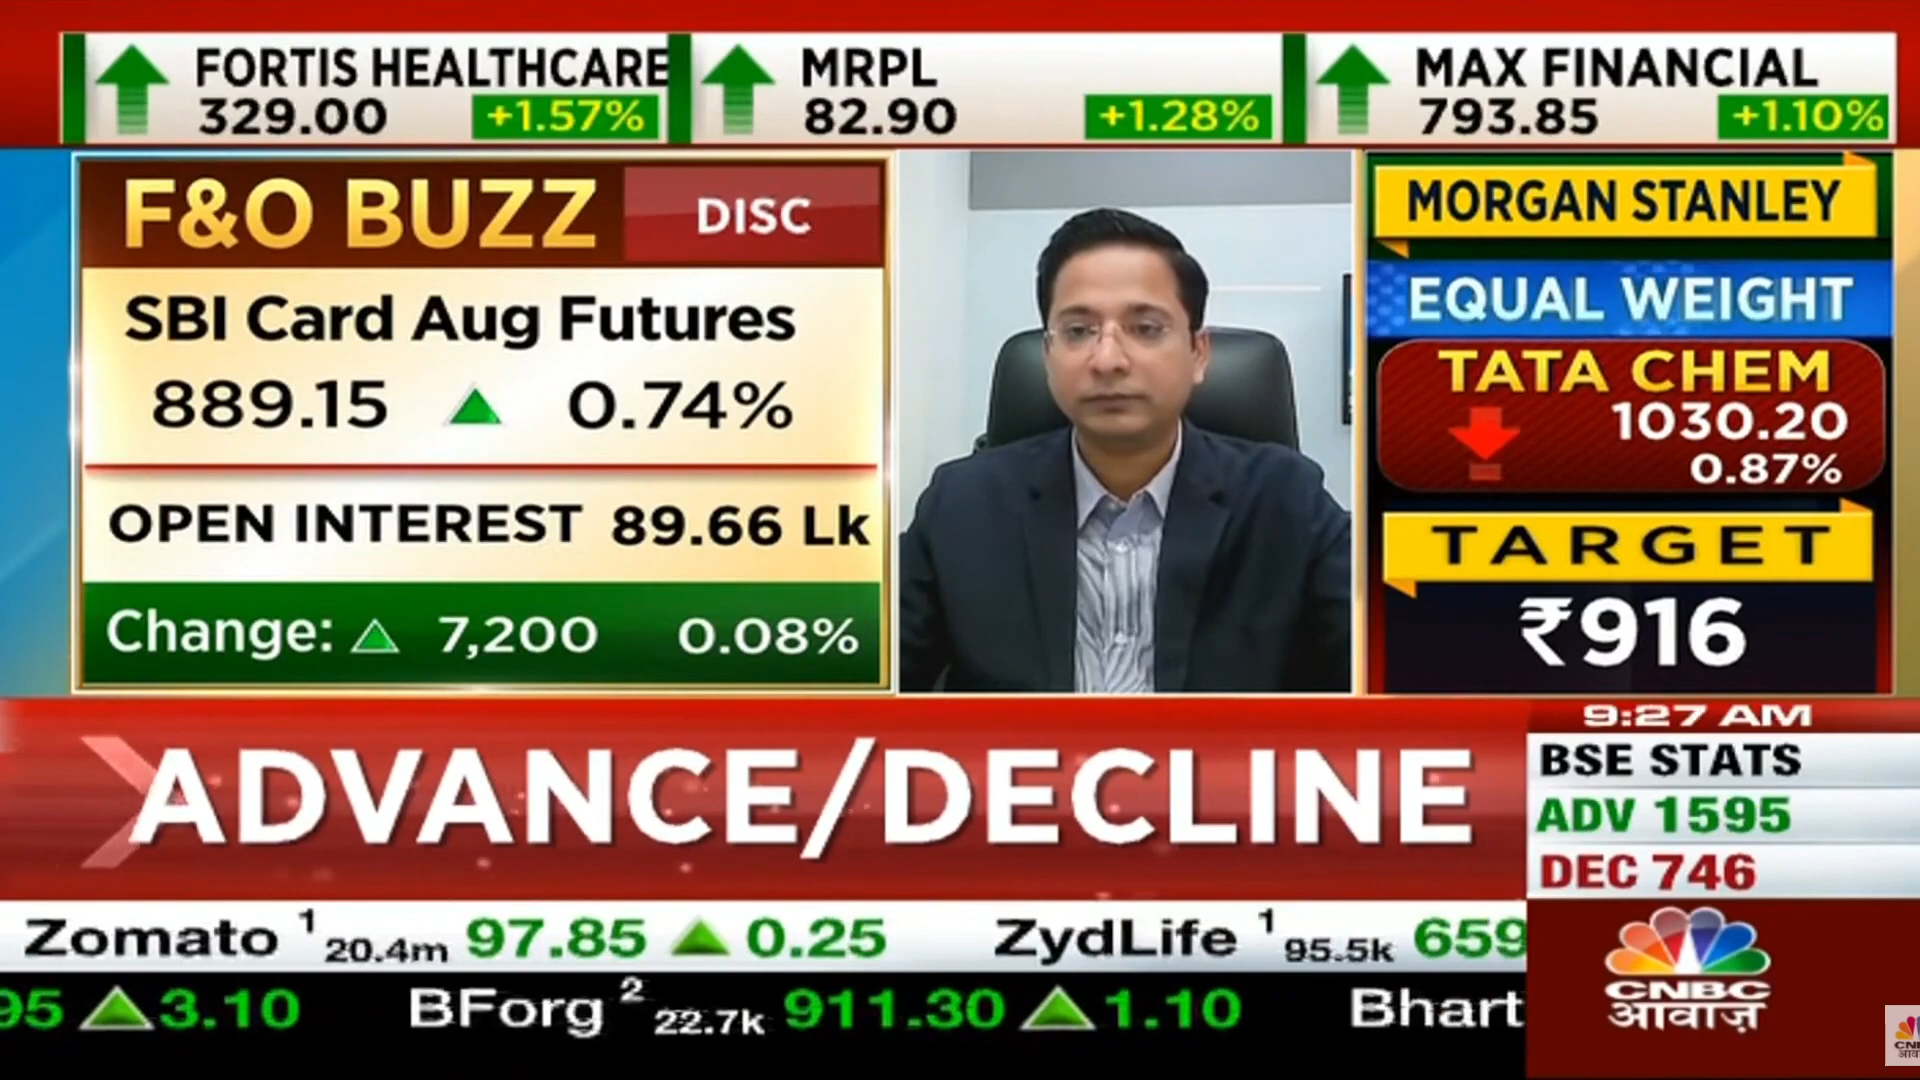 FORTIS HEALTHCARE
329.00 +1.57%
MRPL
82.90 +1.28%
MAX FINANCIAL
793.85 +1.10%
F&O BUZZ DISC
SBI Card Aug Futures
889.15 0.74%
OPEN INTEREST 89.66 Lk
Change: 7,200 0.08%
MORGAN STANLEY
EQUAL WEIGHT
TATA CHEM
1030.20
0.87%
TARGET
₹916
ADVANCE/DECLINE
9:27 AM
BSE STATS
ADV 1595
DEC 746
Zomato ¹ 20.4m 97.85 0.25 ZydLife ¹ 95.5k 659
95 3.10 BForg ² 22.7k 911.30 1.10 Bhart
CNBC
आवाज़